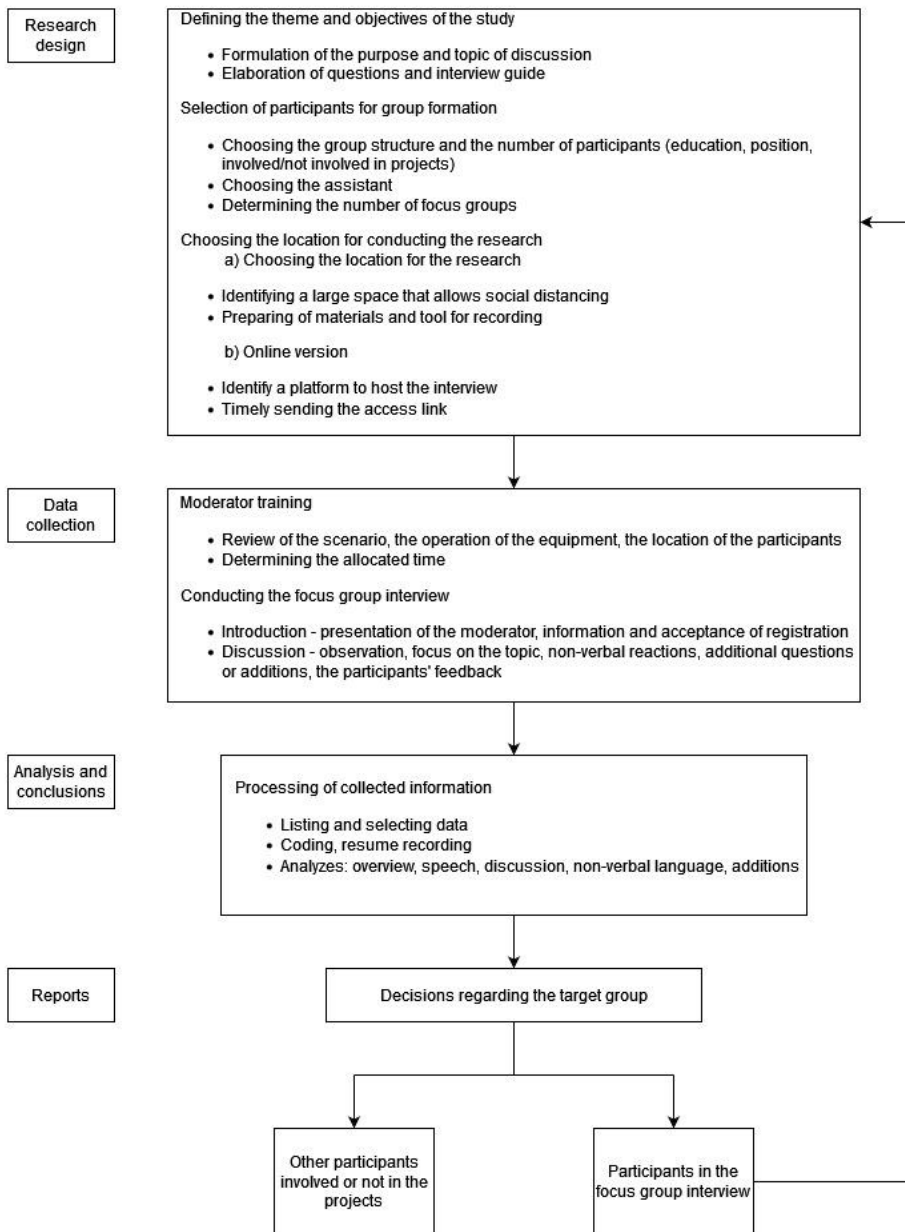 Research
design
Defining the theme and objectives of the study
• Formulation of the purpose and topic of discussion
• Elaboration of questions and interview guide
Selection of participants for group formation
• Choosing the group structure and the number of participants (education, position,
involved/not involved in projects)
• Choosing the assistant
• Determining the number of focus groups
Choosing the location for conducting the research
a) Choosing the location for the research
• Identifying a large space that allows social distancing
• Preparing of materials and tool for recording
b) Online version
• Identify a platform to host the interview
• Timely sending the access link
Data
collection
Moderator training
• Review of the scenario, the operation of the equipment, the location of the participants
• Determining the allocated time
Conducting the focus group interview
• Introduction - presentation of the moderator, information and acceptance of registration
• Discussion - observation, focus on the topic, non-verbal reactions, additional questions
or additions, the participants' feedback
Analysis and
conclusions
Processing of collected information
• Listing and selecting data
• Coding, resume recording
• Analyzes: overview, speech, discussion, non-verbal language, additions
Reports
Decisions regarding the target group
Other participants
involved or not in the
projects
Participants in the
focus group interview